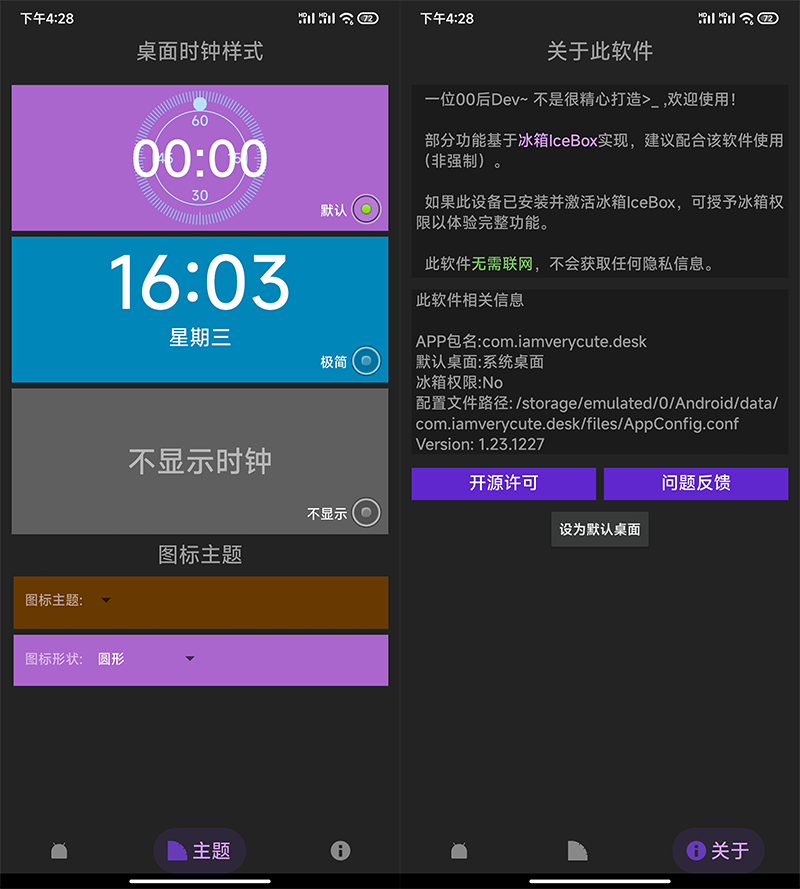 下午4:28
HD HD 72
桌面时钟样式
60
00:00
45 15
30
默认
16:03
星期三
极简
不显示时钟
不显示
图标主题
图标主题:
图标形状: 圆形
主题
下午4:28
HD HD 72
关于此软件
一位00后Dev~ 不是很精心打造>_ ,欢迎使用!
部分功能基于冰箱IceBox实现，建议配合该软件使用
（非强制）。
如果此设备已安装并激活冰箱IceBox，可授予冰箱权
限以体验完整功能。
此软件无需联网，不会获取任何隐私信息。
此软件相关信息
APP包名:com.iamverycute.desk
默认桌面:系统桌面
冰箱权限:No
配置文件路径: /storage/emulated/0/Android/data/
com.iamverycute.desk/files/AppConfig.conf
Version: 1.23.1227
开源许可 问题反馈
设为默认桌面
关于